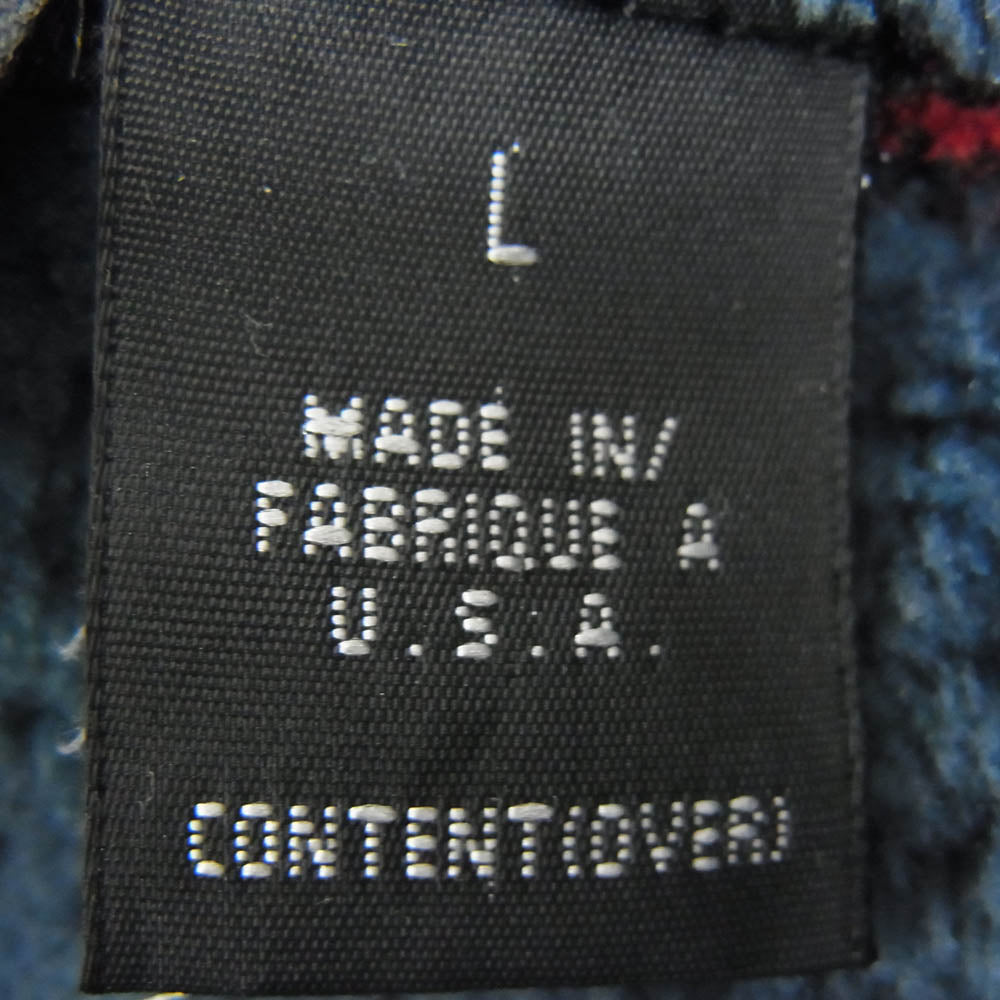 L
MADE IN/
FABRIQUE A
U.S.A.
CONTENT(OVER)